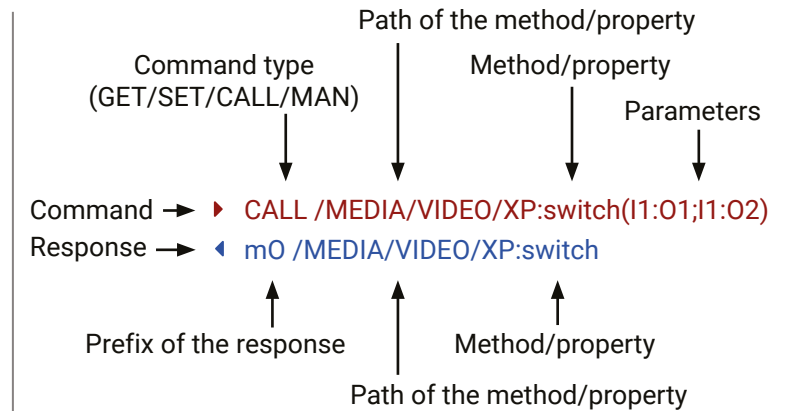 Path of the method/property
Command type
(GET/SET/CALL/MAN)
Method/property
Parameters
Command
CALL /MEDIA/VIDEO/XP:switch(I1:O1;I1:O2)
Response
mO /MEDIA/VIDEO/XP:switch
Prefix of the response
Method/property
Path of the method/property